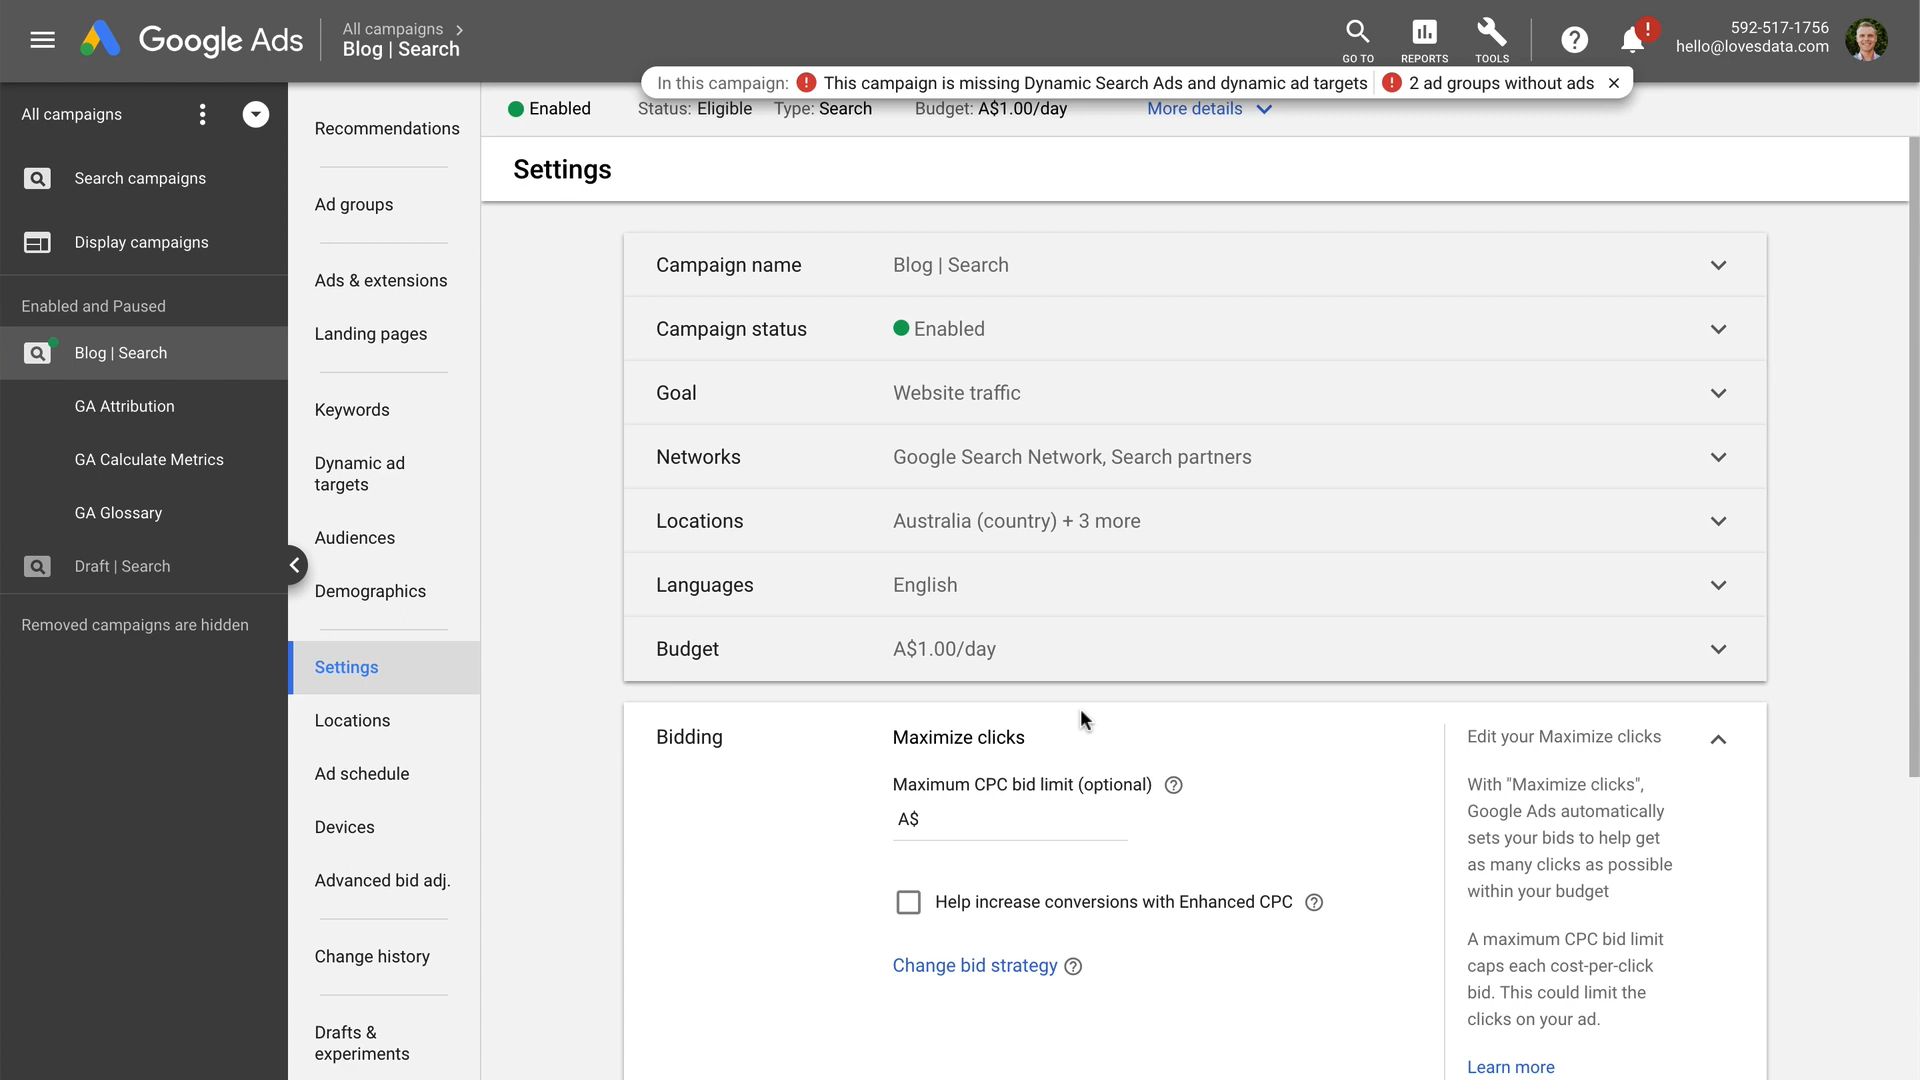 Google Ads
All campaigns
Blog | Search
GO TO
REPORTS
TOOLS
592-517-1756
hello@lovesdata.com
In this campaign: This campaign is missing Dynamic Search Ads and dynamic ad targets 2 ad groups without ads
Enabled Status: Eligible Type: Search Budget: A$1.00/day More details
All campaigns
Search campaigns
Display campaigns
Enabled and Paused
Blog | Search
GA Attribution
GA Calculate Metrics
GA Glossary
Draft | Search
Removed campaigns are hidden
Recommendations
Ad groups
Ads & extensions
Landing pages
Keywords
Dynamic ad
targets
Audiences
Demographics
Settings
Locations
Ad schedule
Devices
Advanced bid adj.
Change history
Drafts &
experiments
Settings
Campaign name Blog | Search
Campaign status Enabled
Goal Website traffic
Networks Google Search Network, Search partners
Locations Australia (country) + 3 more
Languages English
Budget A$1.00/day
Bidding Maximize clicks
Maximum CPC bid limit (optional)
A$
Help increase conversions with Enhanced CPC
Change bid strategy
Edit your Maximize clicks
With "Maximize clicks",
Google Ads automatically
sets your bids to help get
as many clicks as possible
within your budget
A maximum CPC bid limit
caps each cost-per-click
bid. This could limit the
clicks on your ad.
Learn more